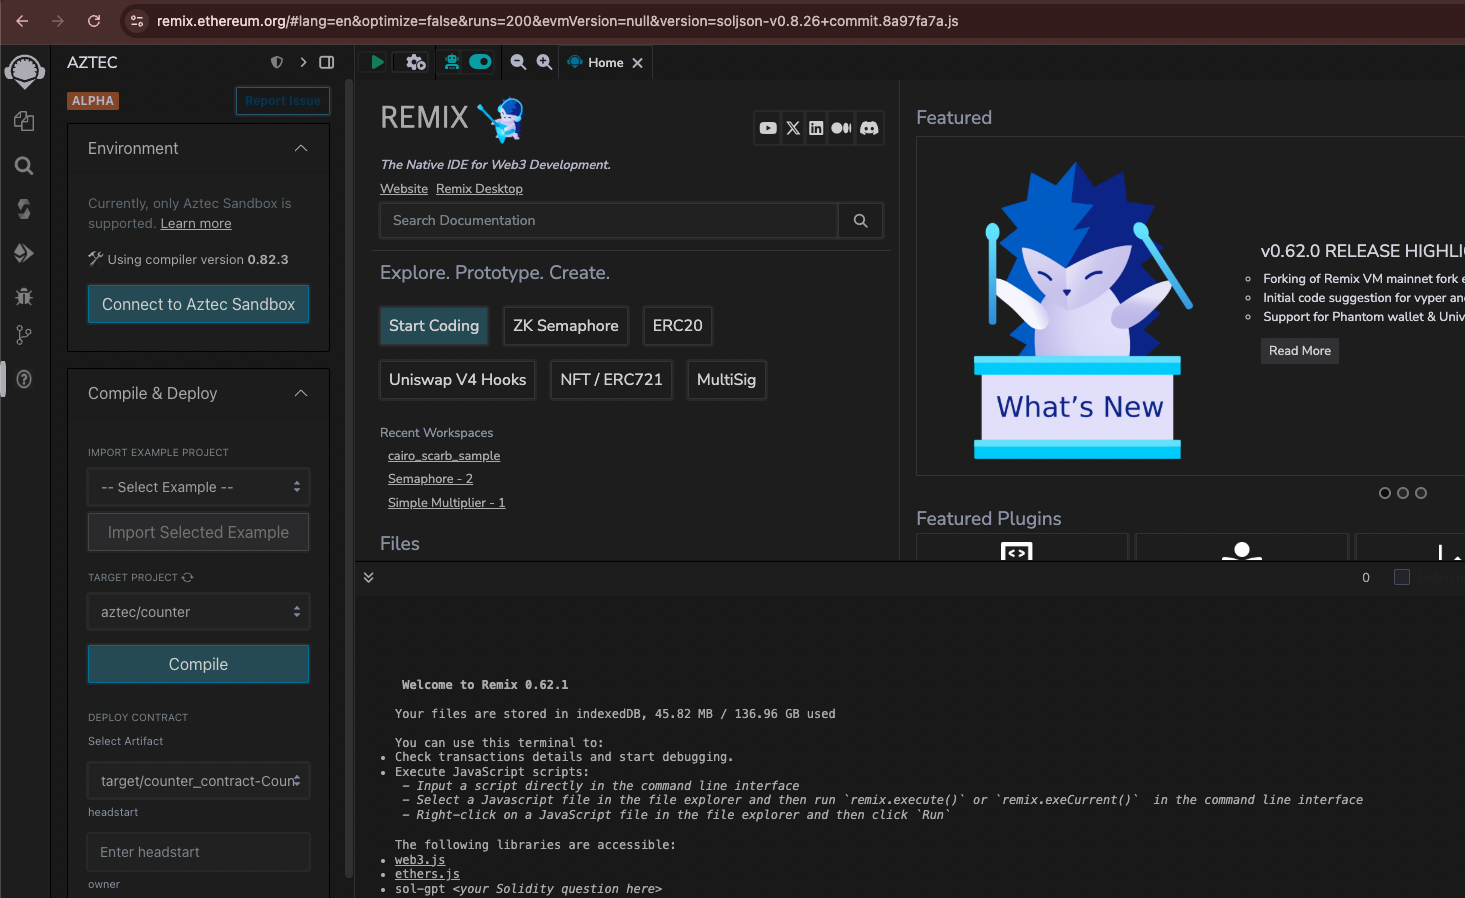 remix.ethereum.org/#lang=en&optimize=false&runs=200&evmVersion=null&version=soljson-v0.8.26+commit.8a97fa7a.js
AZTEC
ALPHA
Report Issue
Environment
Currently, only Aztec Sandbox is
supported. Learn more
Using compiler version 0.82.3
Connect to Aztec Sandbox
Compile & Deploy
IMPORT EXAMPLE PROJECT
-- Select Example --
Import Selected Example
TARGET PROJECT
aztec/counter
Compile
DEPLOY CONTRACT
Select Artifact
target/counter_contract-Coun
headstart
Enter headstart
owner
Home
REMIX
The Native IDE for Web3 Development.
Website Remix Desktop
Search Documentation
Explore. Prototype. Create.
Start Coding
ZK Semaphore
ERC20
Uniswap V4 Hooks
NFT / ERC721
MultiSig
Recent Workspaces
cairo_scarb_sample
Semaphore - 2
Simple Multiplier - 1
Files
Featured
What's New
v0.62.0 RELEASE HIGHLI
Forking of Remix VM mainnet fork e
Initial code suggestion for vyper an
Support for Phantom wallet & Univ
Read More
Featured Plugins
0
Welcome to Remix 0.62.1
Your files are stored in indexedDB, 45.82 MB / 136.96 GB used
You can use this terminal to:
• Check transactions details and start debugging.
• Execute JavaScript scripts:
- Input a script directly in the command line interface
- Select a Javascript file in the file explorer and then run `remix.execute()` or `remix.exeCurrent()` in the command line interface
- Right-click on a JavaScript file in the file explorer and then click `Run`
The following libraries are accessible:
• web3.js
• ethers.js
• sol-gpt <your Solidity question here>